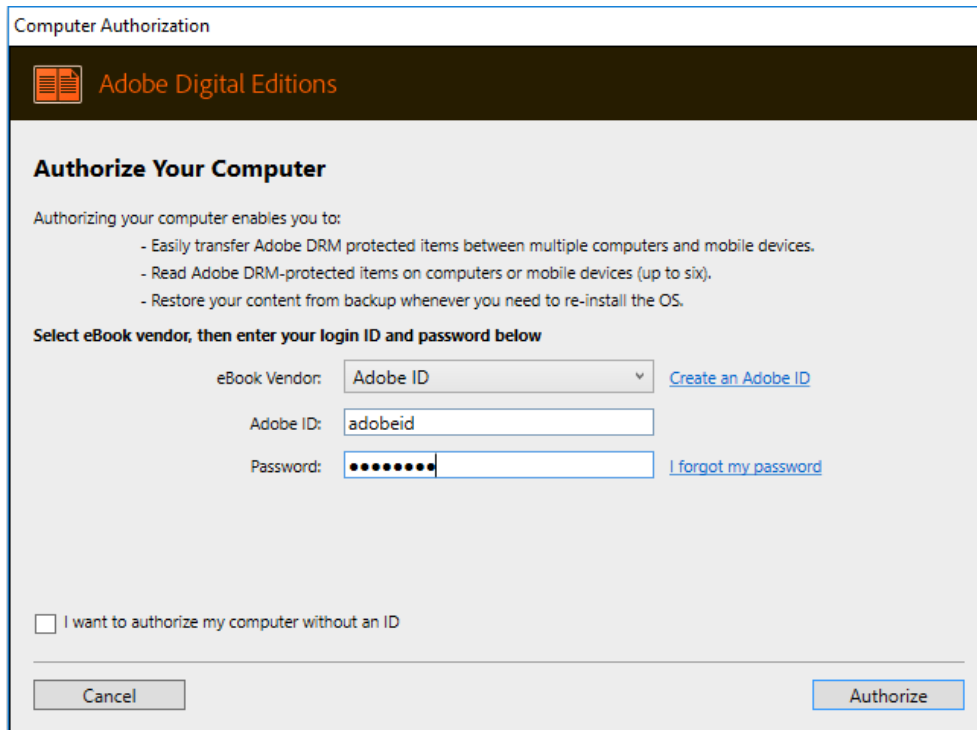 Computer Authorization
Adobe Digital Editions
Authorize Your Computer
Authorizing your computer enables you to:
- Easily transfer Adobe DRM protected items between multiple computers and mobile devices.
- Read Adobe DRM-protected items on computers or mobile devices (up to six).
- Restore your content from backup whenever you need to re-install the OS.
Select eBook vendor, then enter your login ID and password below
eBook Vendor: Adobe ID Create an Adobe ID
Adobe ID: adobeid
Password: ●●●●●●●● I forgot my password
I want to authorize my computer without an ID
Cancel Authorize